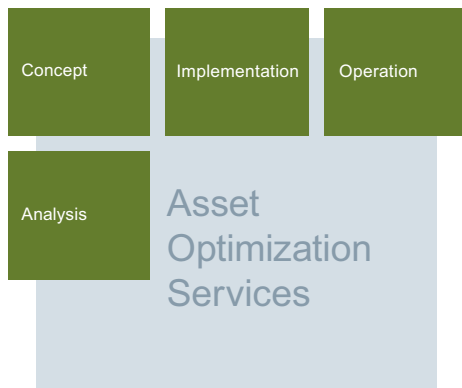 Concept
Implementation
Operation
Analysis
Asset
Optimization
Services